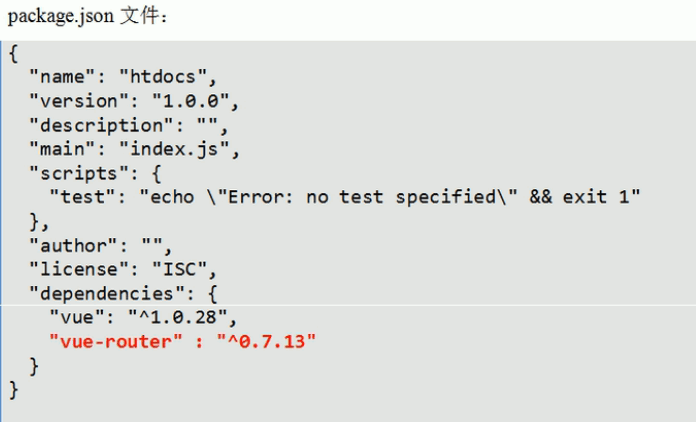 package.json 文件：
{
  "name": "htdocs",
  "version": "1.0.0",
  "description": "",
  "main": "index.js",
  "scripts": {
    "test": "echo \"Error: no test specified\" && exit 1"
  },
  "author": "",
  "license": "ISC",
  "dependencies": {
    "vue": "^1.0.28",
    "vue-router" : "^0.7.13"
  }
}